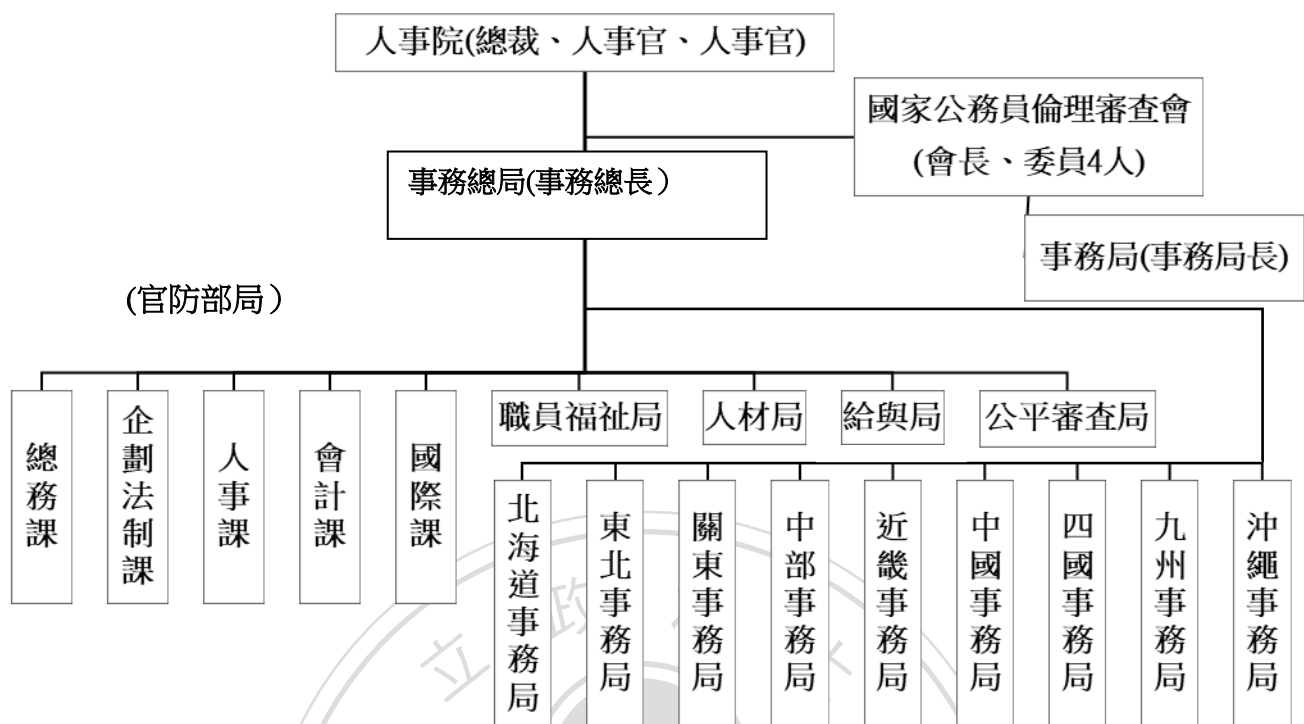 人事院(總裁、人事官、人事官)
國家公務員倫理審查會
(會長、委員4人)
事務總局(事務總長）
事務局(事務局長)
(官防部局）
總務課
企劃法制課
人事課
會計課
國際課
職員福祉局
人材局
給與局
公平審查局
北海道事務局
東北事務局
關東事務局
中部事務局
近畿事務局
中國事務局
四國事務局
九州事務局
沖繩事務局
立政